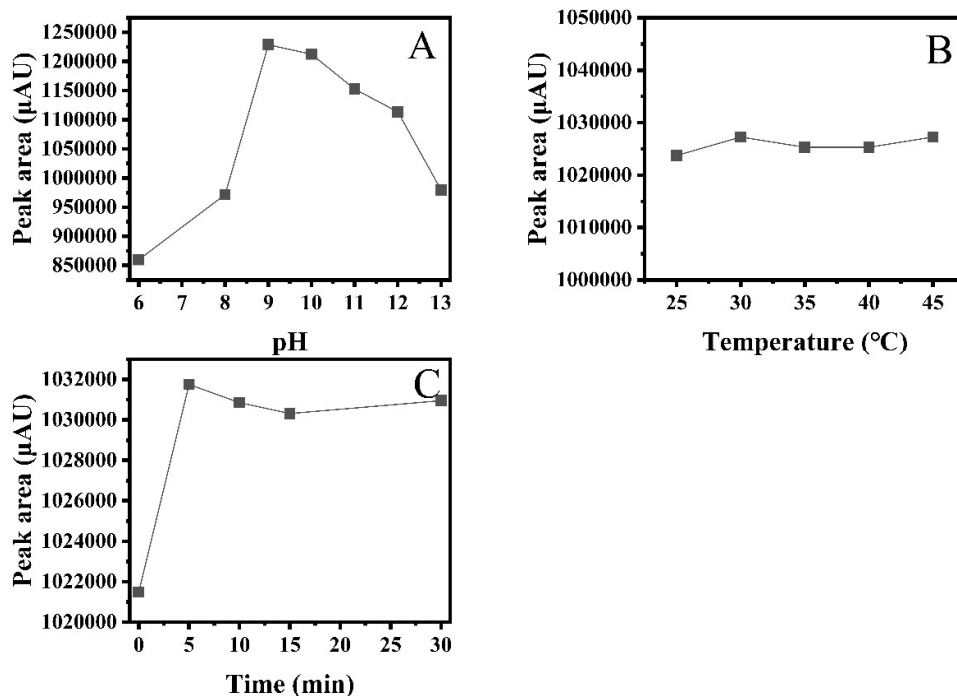 A
Peak area (μAU)
1250000
1200000
1150000
1100000
1050000
1000000
950000
900000
850000
6 7 8 9 10 11 12 13
pH
B
Peak area (μAU)
1050000
1040000
1030000
1020000
1010000
1000000
25 30 35 40 45
Temperature (°C)
C
Peak area (μAU)
1032000
1030000
1028000
1026000
1024000
1022000
1020000
0 5 10 15 20 25 30
Time (min)